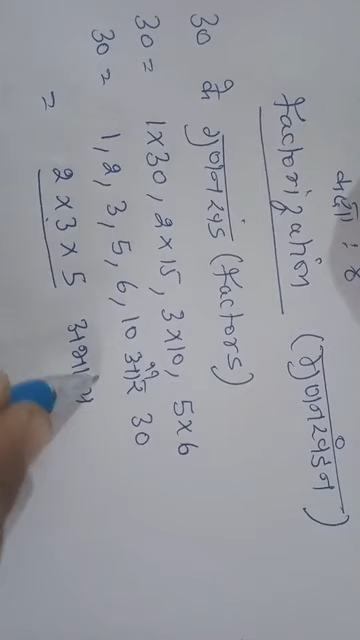 कक्षा : 8
Factorization (गुणनखंडन)
30 के गुणनखंड (Factors)
30 = 1×30, 2×15, 3×10, 5×6
30 = 1, 2, 3, 5, 6, 10 और 30
= 2×3×5